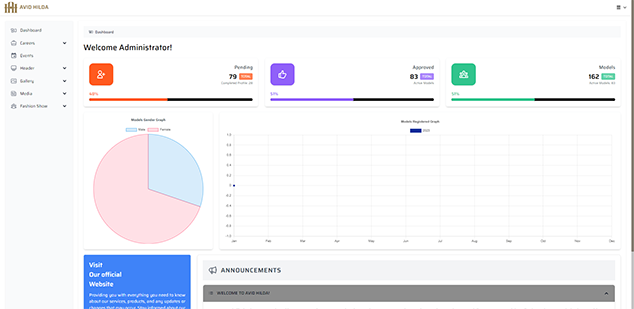 AVID HILDA
Dashboard
Careers
Events
Header
Gallery
Media
Fashion Show
Dashboard
Welcome Administrator!
Pending
79 TOTAL
Completed Profile: 20
48%
Approved
83 TOTAL
Active Models
51%
Models
162 TOTAL
51%
Models Gender Graph
Male
Female
Models Registered Graph
1.0
0.8
0.6
0.4
0.2
0
-0.2
-0.4
-0.6
-0.8
-1.0
Jan Feb Mar Apr May Jun Jul Aug Sep Oct Nov Dec
Visit
Our official
Website
Providing you with everything you need to know
about our services, products, and any updates or
changes that may occur. Stay informed about our
ANNOUNCEMENTS
WELCOME TO AVID HILDA!